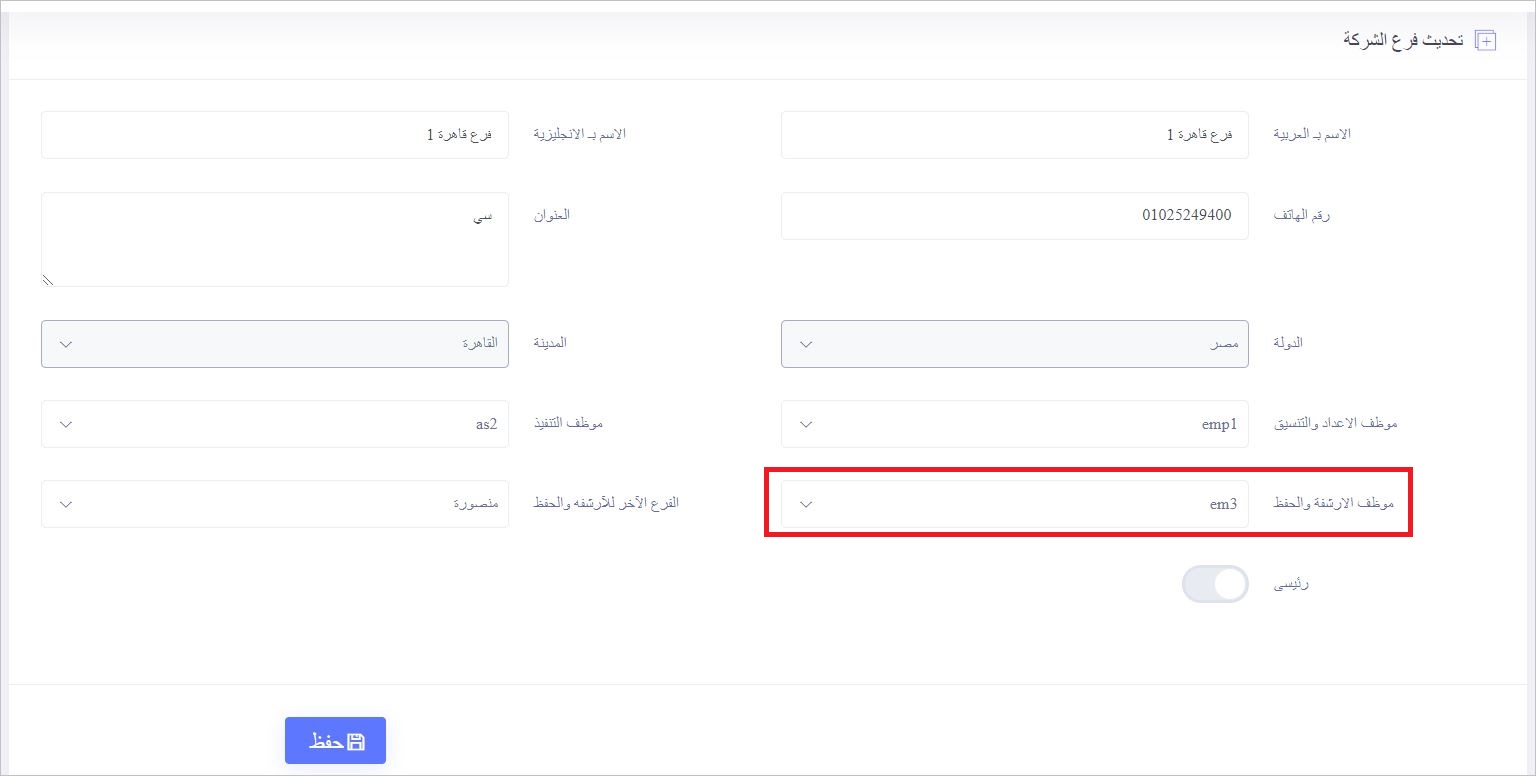 تحديث فرع الشركة
الاسم بـ العربية
فرع قاهرة 1
الاسم بـ الانجليزية
فرع قاهرة 1
رقم الهاتف
01025249400
العنوان
سي
الدولة
مصر
المدينة
القاهرة
موظف الاعداد والتنسيق
emp1
موظف التنفيذ
as2
موظف الارشفة والحفظ
em3
الفرع الآخر للآرشفه والحفظ
منصورة
رئيسى
حفظ